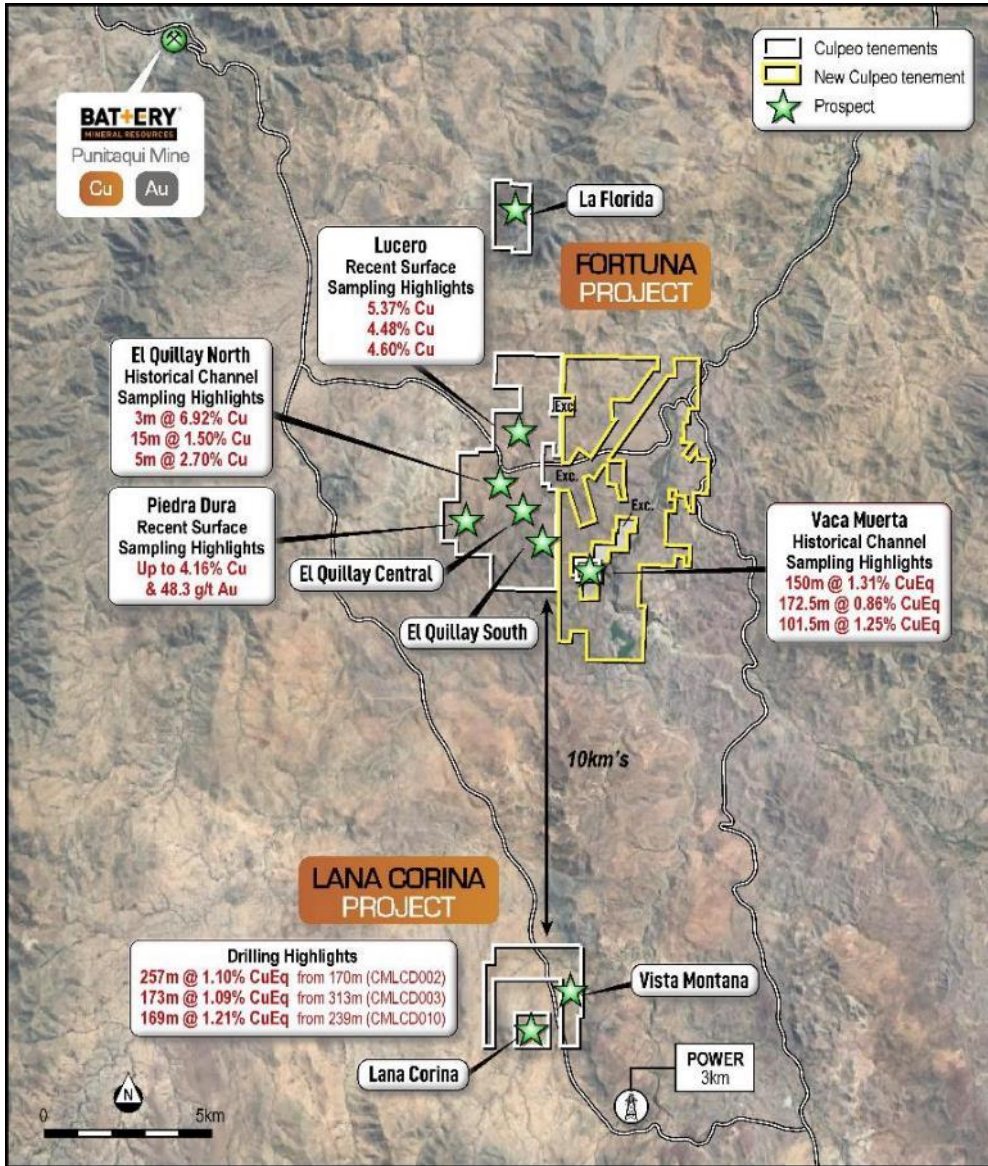 BAT+ERY
MINERAL RESOURCES
Punitaqui Mine
Cu Au
Culpeo tenements
New Culpeo tenement
Prospect
La Florida
FORTUNA
PROJECT
Lucero
Recent Surface
Sampling Highlights
5.37% Cu
4.48% Cu
4.60% Cu
El Quillay North
Historical Channel
Sampling Highlights
3m @ 6.92% Cu
15m @ 1.50% Cu
5m @ 2.70% Cu
Exc.
Exc.
Exc.
Piedra Dura
Recent Surface
Sampling Highlights
Up to 4.16% Cu
& 48.3 g/t Au
El Quillay Central
El Quillay South
Vaca Muerta
Historical Channel
Sampling Highlights
150m @ 1.31% CuEq
172.5m @ 0.86% CuEq
101.5m @ 1.25% CuEq
10km's
LANA CORINA
PROJECT
Drilling Highlights
257m @ 1.10% CuEq from 170m (CMLCD002)
173m @ 1.09% CuEq from 313m (CMLCD003)
169m @ 1.21% CuEq from 239m (CMLCD010)
Vista Montana
Lana Corina
POWER
3km
N
0 5km